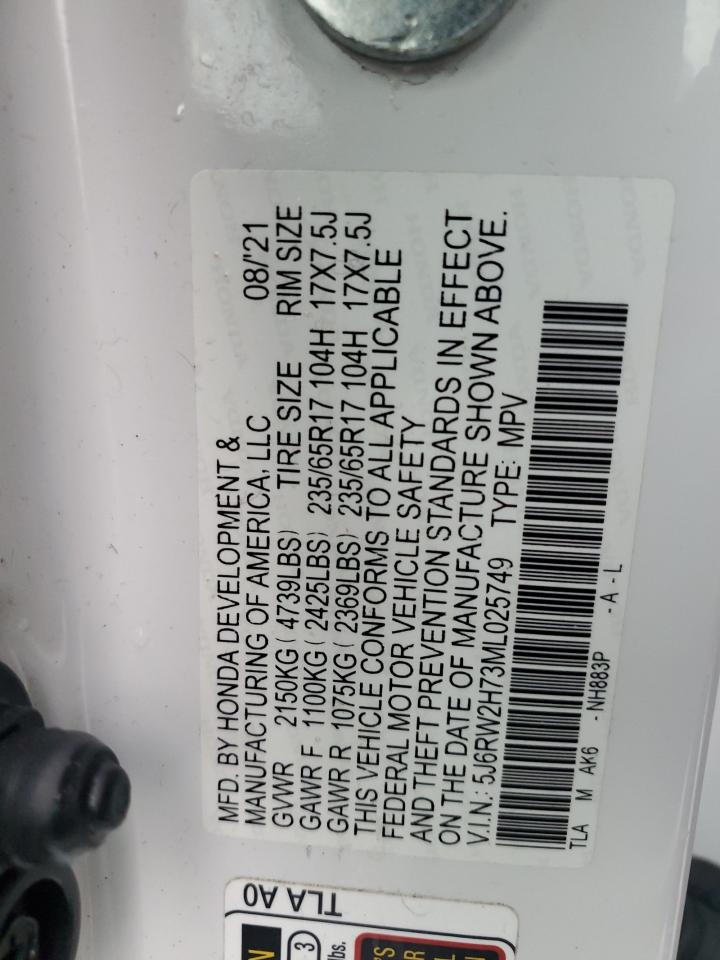 MFD. BY HONDA DEVELOPMENT &
MANUFACTURING OF AMERICA, LLC 08/'21
GVWR 2150KG ( 4739LBS) TIRE SIZE RIM SIZE
GAWR F 1100KG ( 2425LBS) 235/65R17 104H 17X7.5J
GAWR R 1075KG ( 2369LBS) 235/65R17 104H 17X7.5J
THIS VEHICLE CONFORMS TO ALL APPLICABLE
FEDERAL MOTOR VEHICLE SAFETY
AND THEFT PREVENTION STANDARDS IN EFFECT
ON THE DATE OF MANUFACTURE SHOWN ABOVE.
V.I.N.: 5J6RW2H73ML025749 TYPE: MPV
TLA M AK6 - NH883P - A - L
TLA A0
3
lbs.